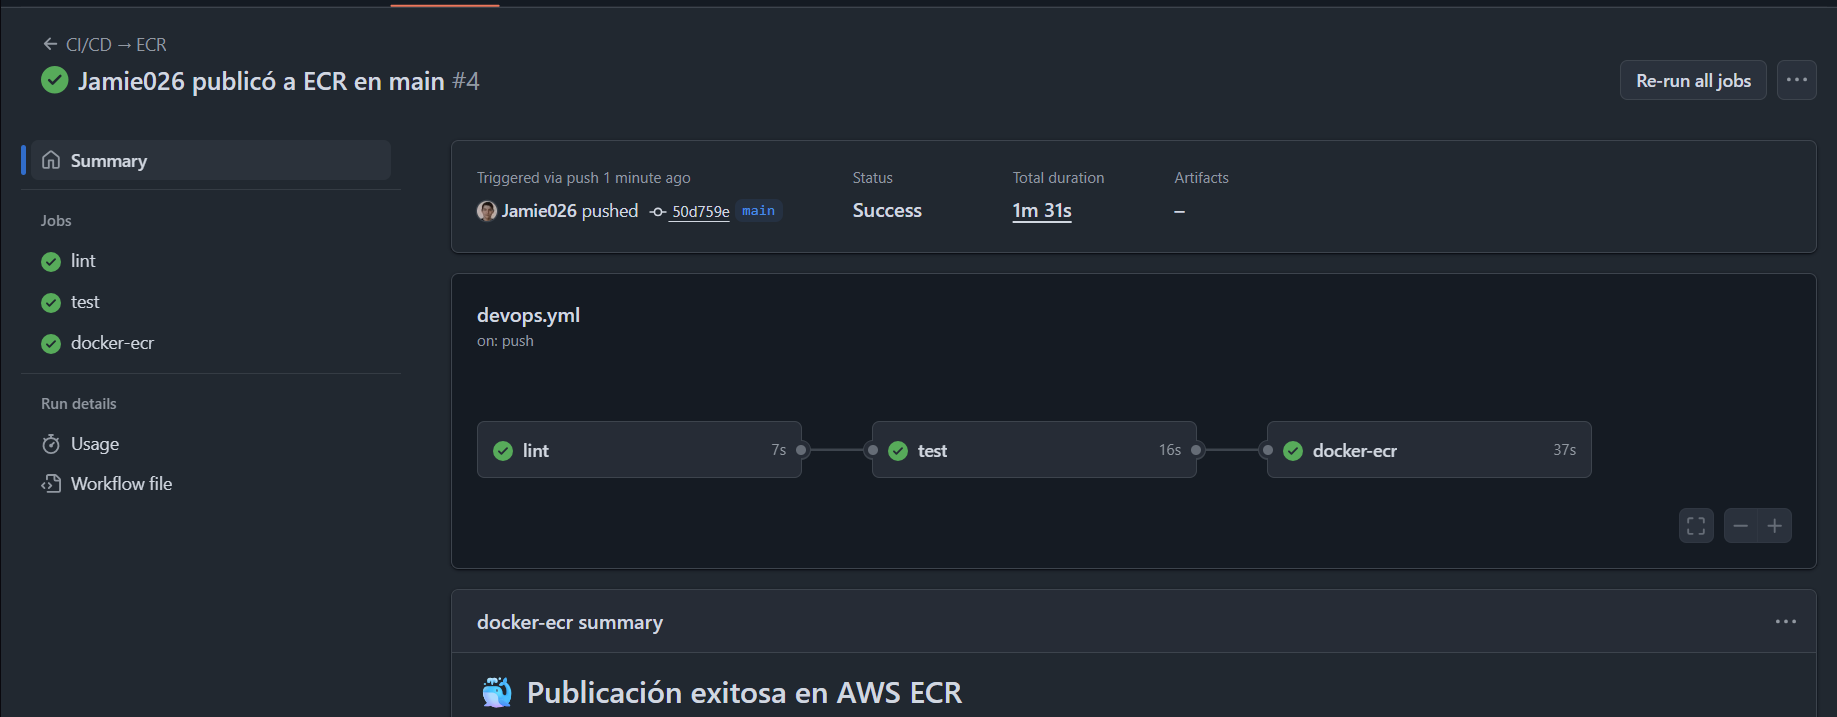 CI/CD → ECR
Jamie026 publicó a ECR en main #4
Re-run all jobs
Summary
Jobs
lint
test
docker-ecr
Run details
Usage
Workflow file
Triggered via push 1 minute ago
Jamie026 pushed 50d759e main
Status
Success
Total duration
1m 31s
Artifacts
–
devops.yml
on: push
lint 7s
test 16s
docker-ecr 37s
docker-ecr summary
Publicación exitosa en AWS ECR